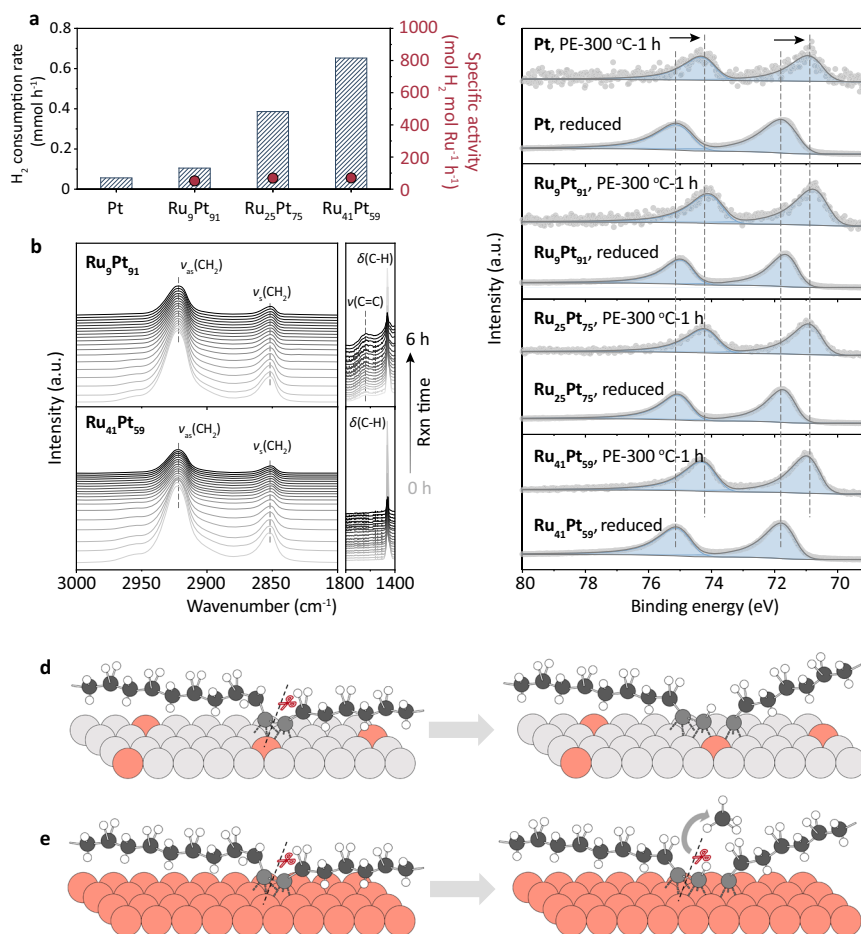 a
H2 consumption rate
(mmol h-1)
0.8
0.6
0.4
0.2
0
1000
800
600
400
200
0
Specific activity
(mol H2 mol Ru-1 h-1)
Pt
Ru9Pt91
Ru25Pt75
Ru41Pt59
b
Ru9Pt91
νas(CH2)
νs(CH2)
δ(C-H)
ν(C=C)
Ru41Pt59
νas(CH2)
νs(CH2)
δ(C-H)
6 h
Rxn time
0 h
Intensity (a.u.)
3000
2950
2900
2850
1800
1400
Wavenumber (cm-1)
c
Pt, PE-300 °C-1 h
Pt, reduced
Ru9Pt91, PE-300 °C-1 h
Ru9Pt91, reduced
Ru25Pt75, PE-300 °C-1 h
Ru25Pt75, reduced
Ru41Pt59, PE-300 °C-1 h
Ru41Pt59, reduced
Intensity (a.u.)
80
78
76
74
72
70
Binding energy (eV)
d
e